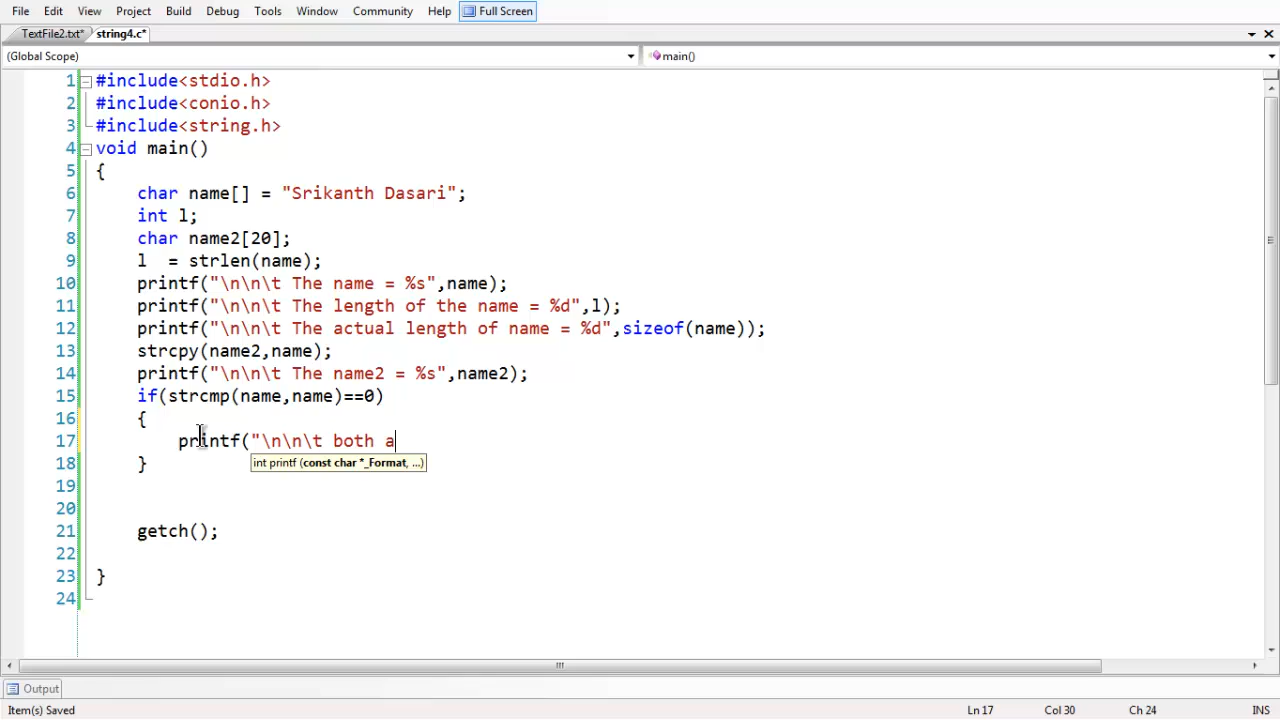 File Edit View Project Build Debug Tools Window Community Help Full Screen
TextFile2.txt* string4.c*
(Global Scope) main()
1 #include<stdio.h>
2 #include<conio.h>
3 #include<string.h>
4 void main()
5 {
6 char name[] = "Srikanth Dasari";
7 int l;
8 char name2[20];
9 l  = strlen(name);
10 printf("\n\n\t The name = %s",name);
11 printf("\n\n\t The length of the name = %d",l);
12 printf("\n\n\t The actual length of name = %d",sizeof(name));
13 strcpy(name2,name);
14 printf("\n\n\t The name2 = %s",name2);
15 if(strcmp(name,name)==0)
16 {
17 printf("\n\n\t both a
int printf (const char *_Format, ...)
18 }
19
20
21 getch();
22
23 }
24
Output
Item(s) Saved Ln 17 Col 30 Ch 24 INS